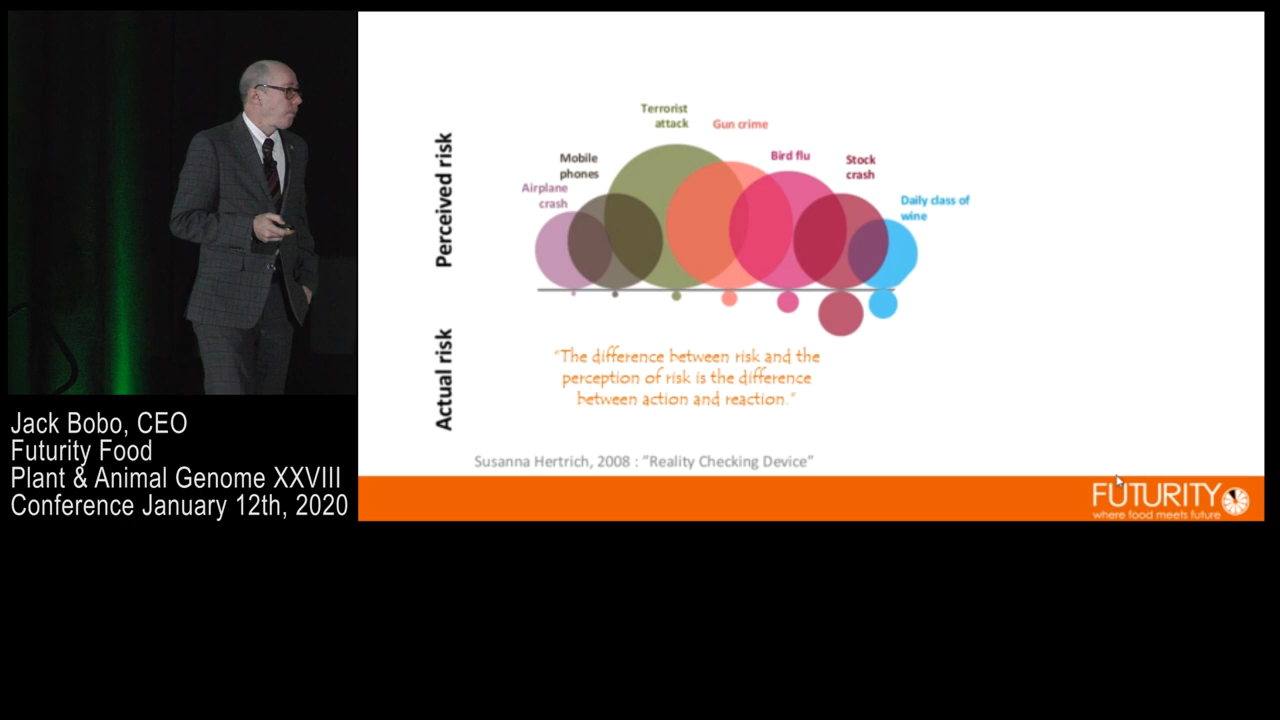 Perceived risk
Terrorist
attack
Gun crime
Mobile
phones
Bird flu
Stock
crash
Airplane
crash
Daily class of
wine
Actual risk
“The difference between risk and the
perception of risk is the difference
between action and reaction.”
Susanna Hertrich, 2008 : ”Reality Checking Device”
FUTURITY
where food meets future
Jack Bobo, CEO
Futurity Food
Plant & Animal Genome XXVIII
Conference January 12th, 2020